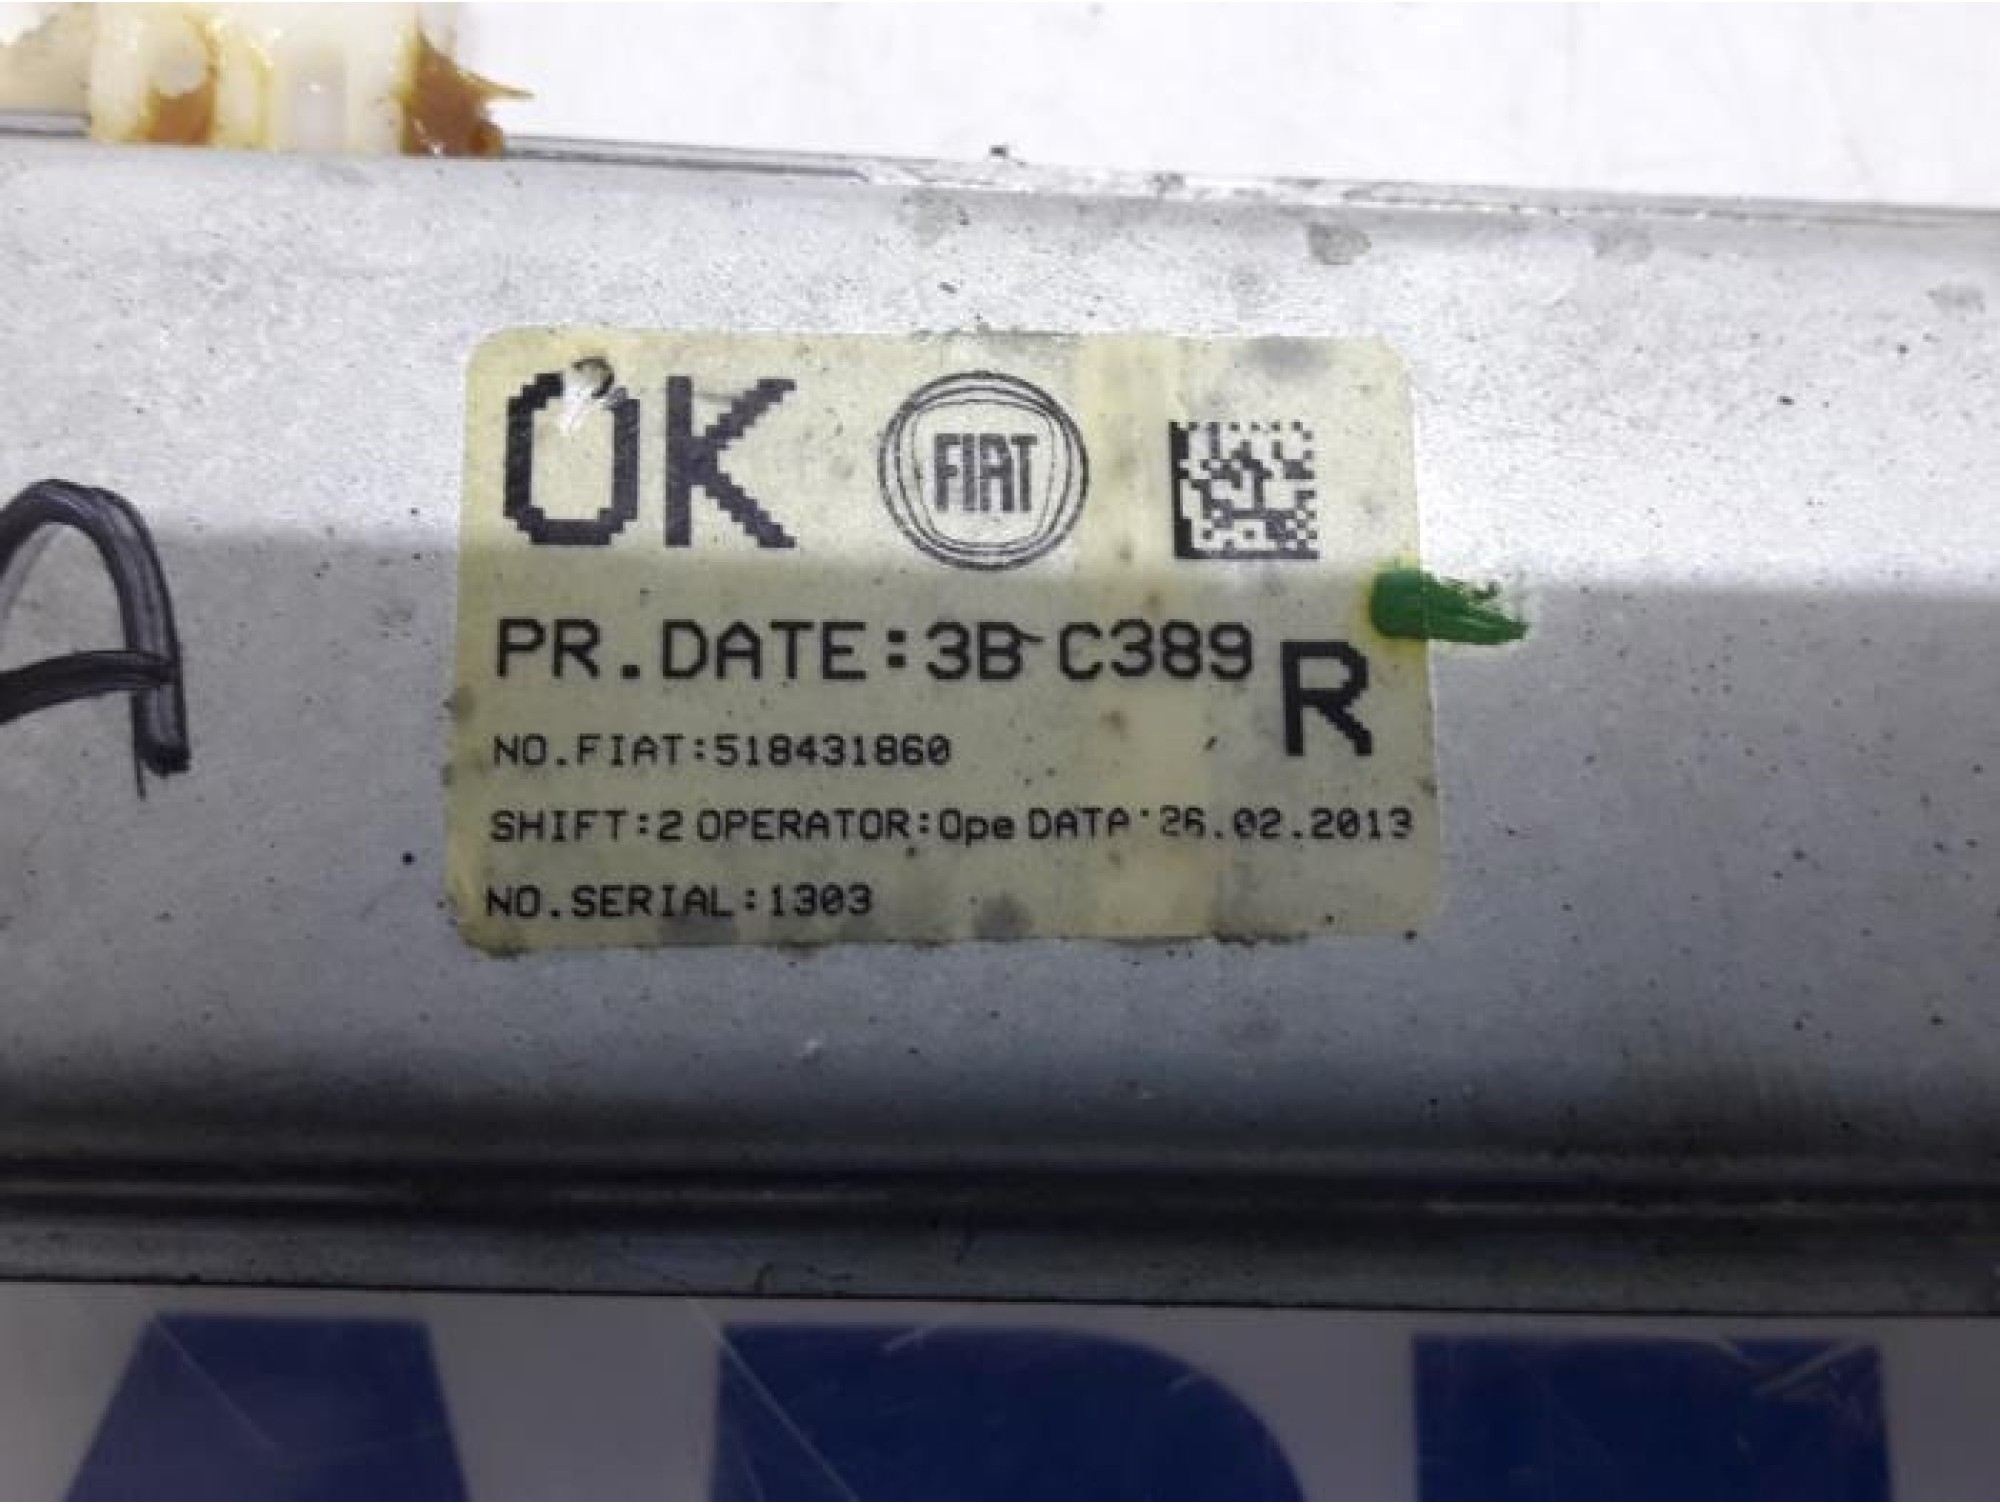 OK FIAT
PR.DATE:3B C389
R
NO.FIAT:518431860
SHIFT:2 OPERATOR:Ope DATA:26.02.2013
NO.SERIAL:1303